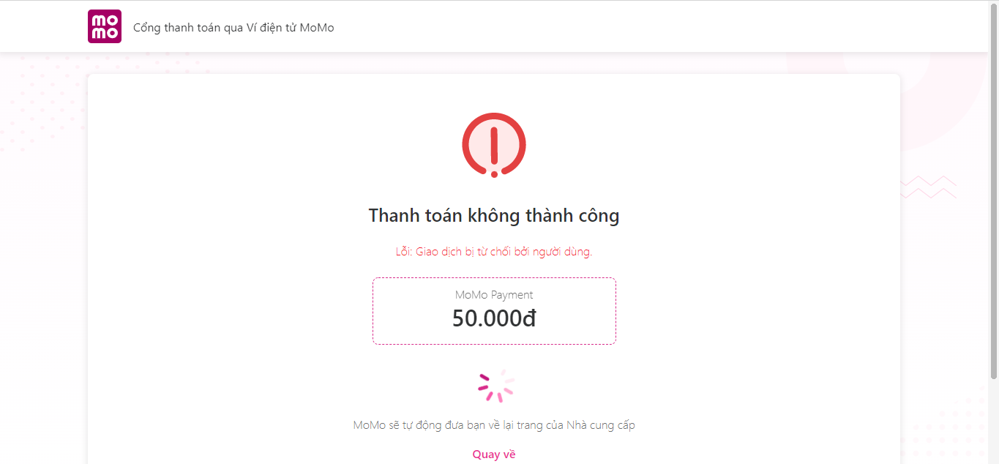 mo
mo
Cổng thanh toán qua Ví điện tử MoMo
Thanh toán không thành công
Lỗi: Giao dịch bị từ chối bởi người dùng.
MoMo Payment
50.000đ
MoMo sẽ tự động đưa bạn về lại trang của Nhà cung cấp
Quay về